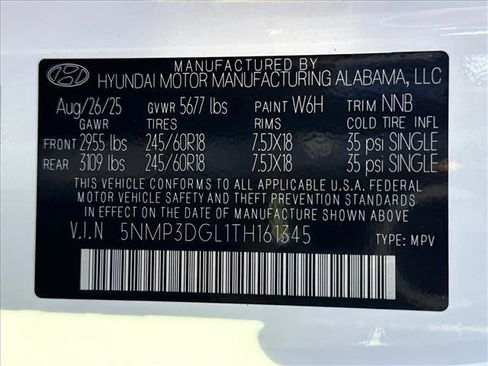 MANUFACTURED BY
HYUNDAI MOTOR MANUFACTURING ALABAMA, LLC
Aug/26/25 GVWR 5677 lbs PAINT W6H TRIM NNB
GAWR TIRES RIMS COLD TIRE INFL
FRONT 2955 lbs 245/60R18 7.5JX18 35 psi SINGLE
REAR 3109 lbs 245/60R18 7.5JX18 35 psi SINGLE
THIS VEHICLE CONFORMS TO ALL APPLICABLE U.S.A. FEDERAL
MOTOR VEHICLE SAFETY AND THEFT PREVENTION STANDARDS
IN EFFECT ON THE DATE OF MANUFACTURE SHOWN ABOVE.
V.I.N 5NMP3DGL1TH161345
TYPE: MPV